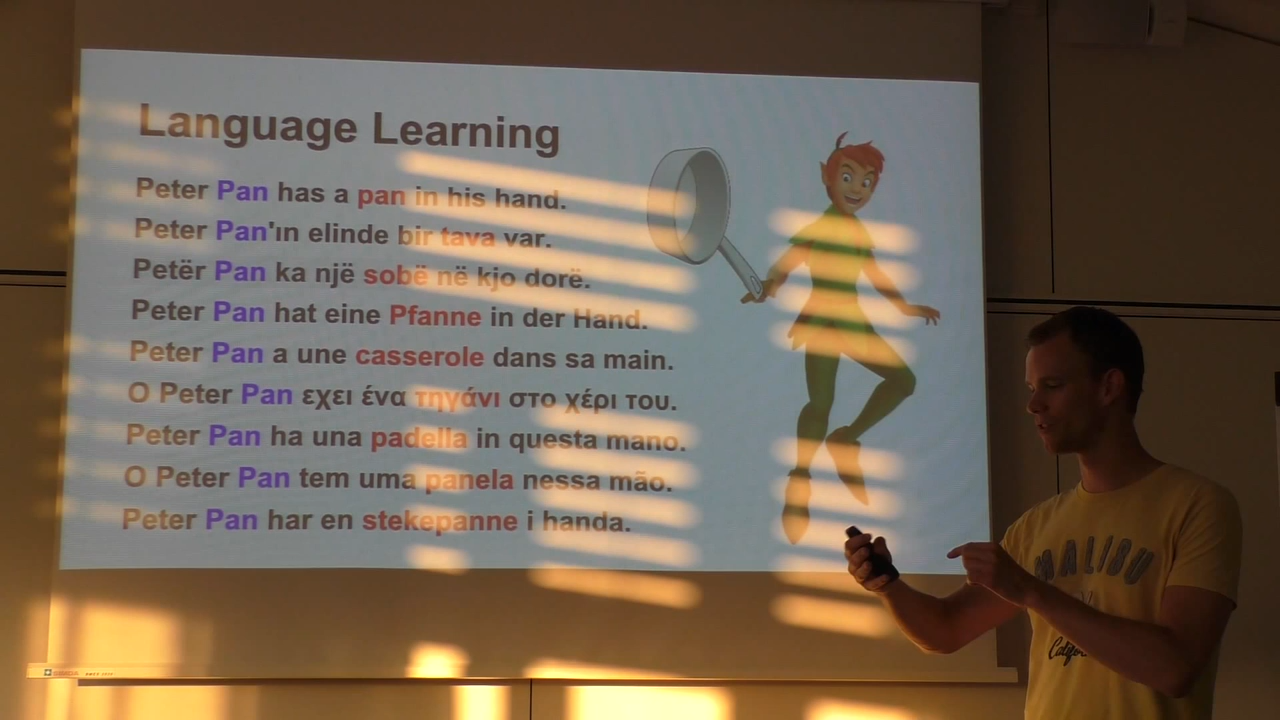 Language Learning
Peter Pan has a pan in his hand.
Peter Pan'ın elinde bir tava var.
Petër Pan ka një sobë në kjo dorë.
Peter Pan hat eine Pfanne in der Hand.
Peter Pan a une casserole dans sa main.
Ο Peter Pan εχει ένα τηγάνι στο χέρι του.
Peter Pan ha una padella in questa mano.
O Peter Pan tem uma panela nessa mão.
Peter Pan har en stekepanne i handa.
MALIBU